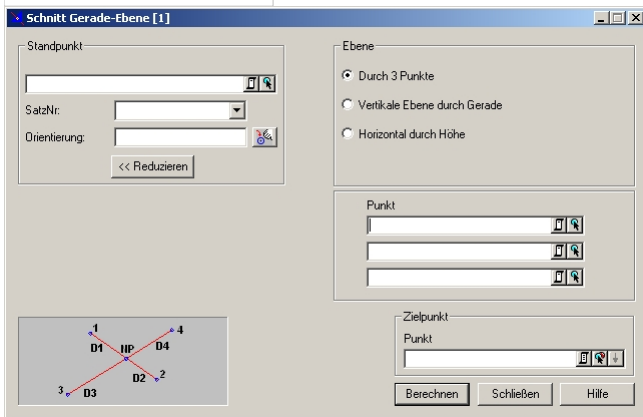 Schnitt Gerade-Ebene [1]
Standpunkt
SatzNr:
Orientierung:
<< Reduzieren
Ebene
Durch 3 Punkte
Vertikale Ebene durch Gerade
Horizontal durch Höhe
Punkt
1
4
D1
NP
D4
D2
2
3
D3
Zielpunkt
Punkt
Berechnen
Schließen
Hilfe